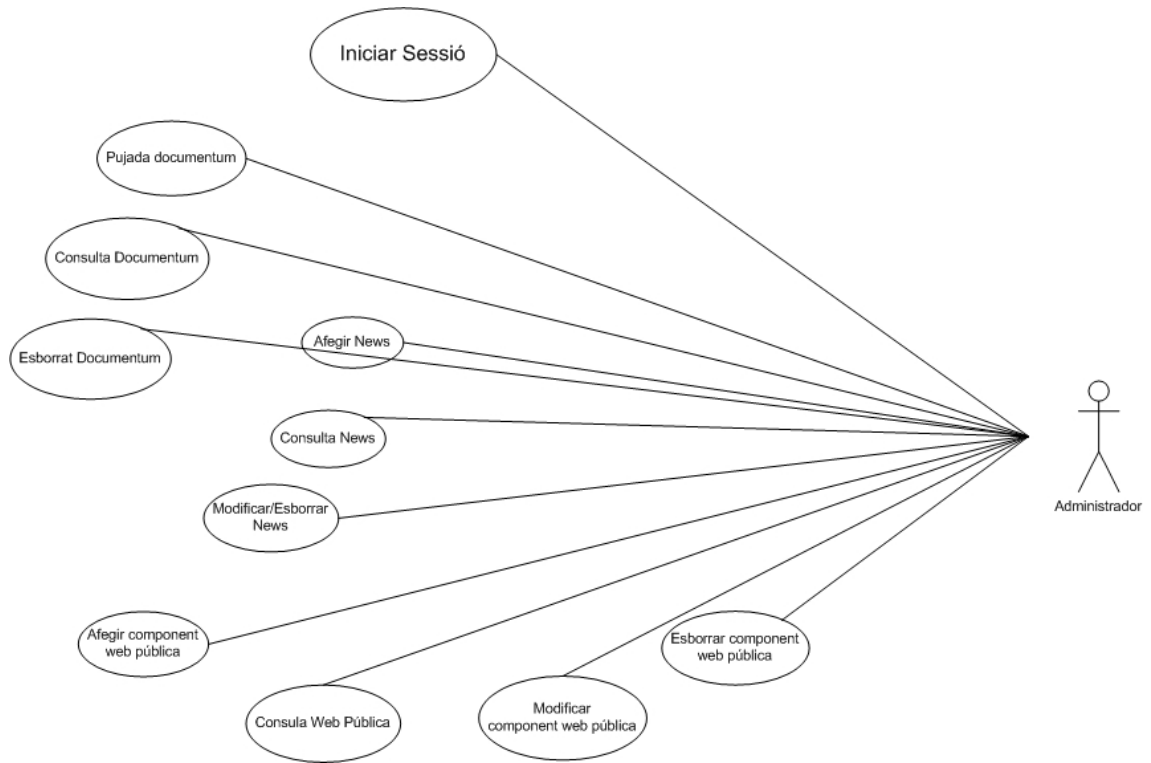 Iniciar Sessió
Pujada documentum
Consulta Documentum
Esborrat Documentum
Afegir News
Consulta News
Modificar/Esborrar
News
Administrador
Afegir component
web pública
Esborrar component
web pública
Consula Web Pública
Modificar
component web pública